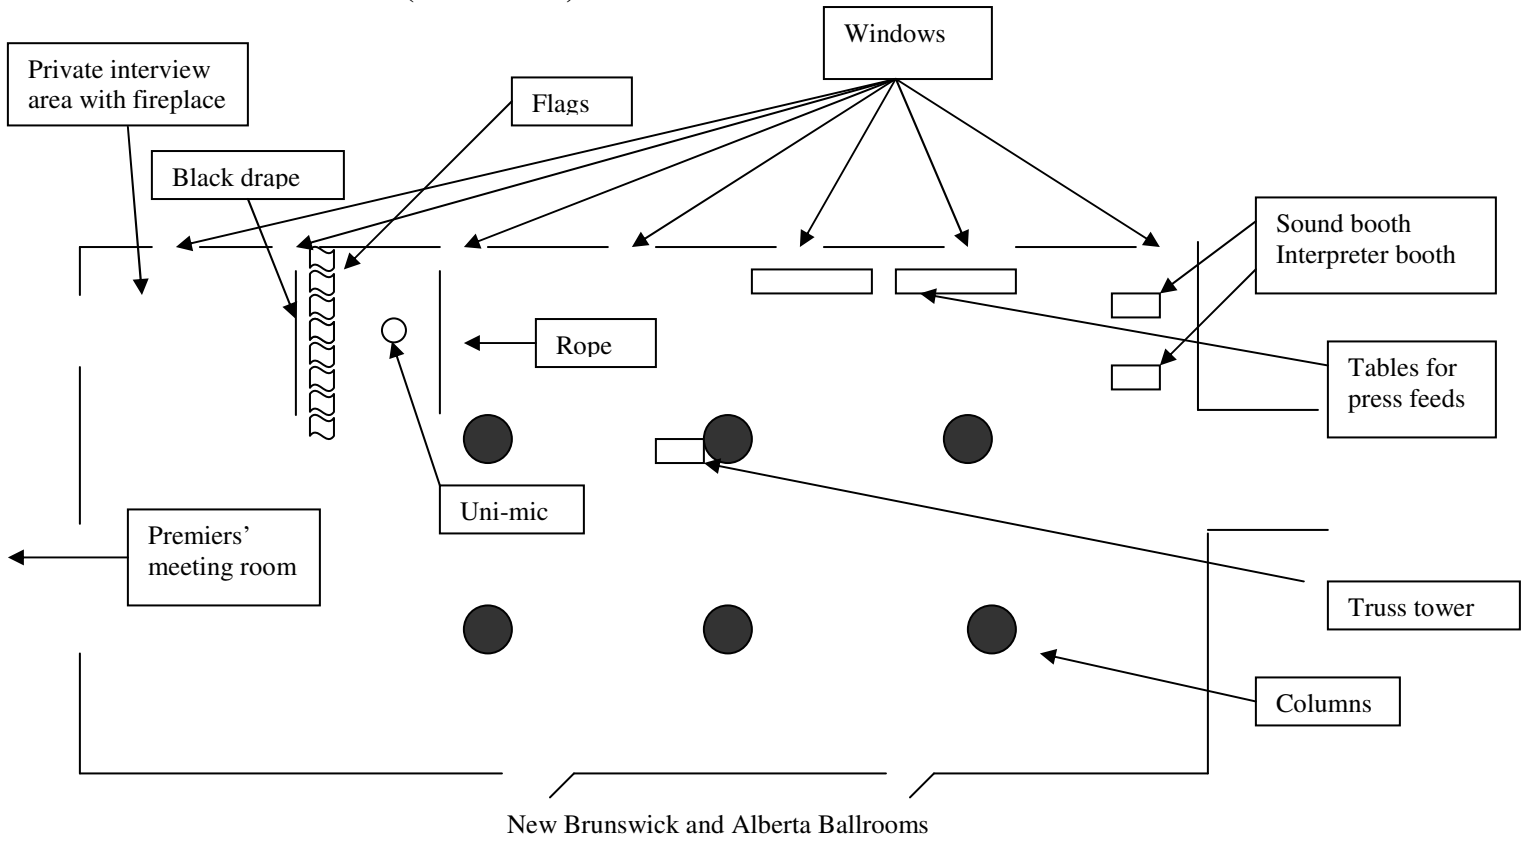 Windows
Private interview
area with fireplace
Flags
Black drape
Sound booth
Interpreter booth
Rope
Tables for
press feeds
Uni-mic
Premiers’
meeting room
Truss tower
Columns
New Brunswick and Alberta Ballrooms